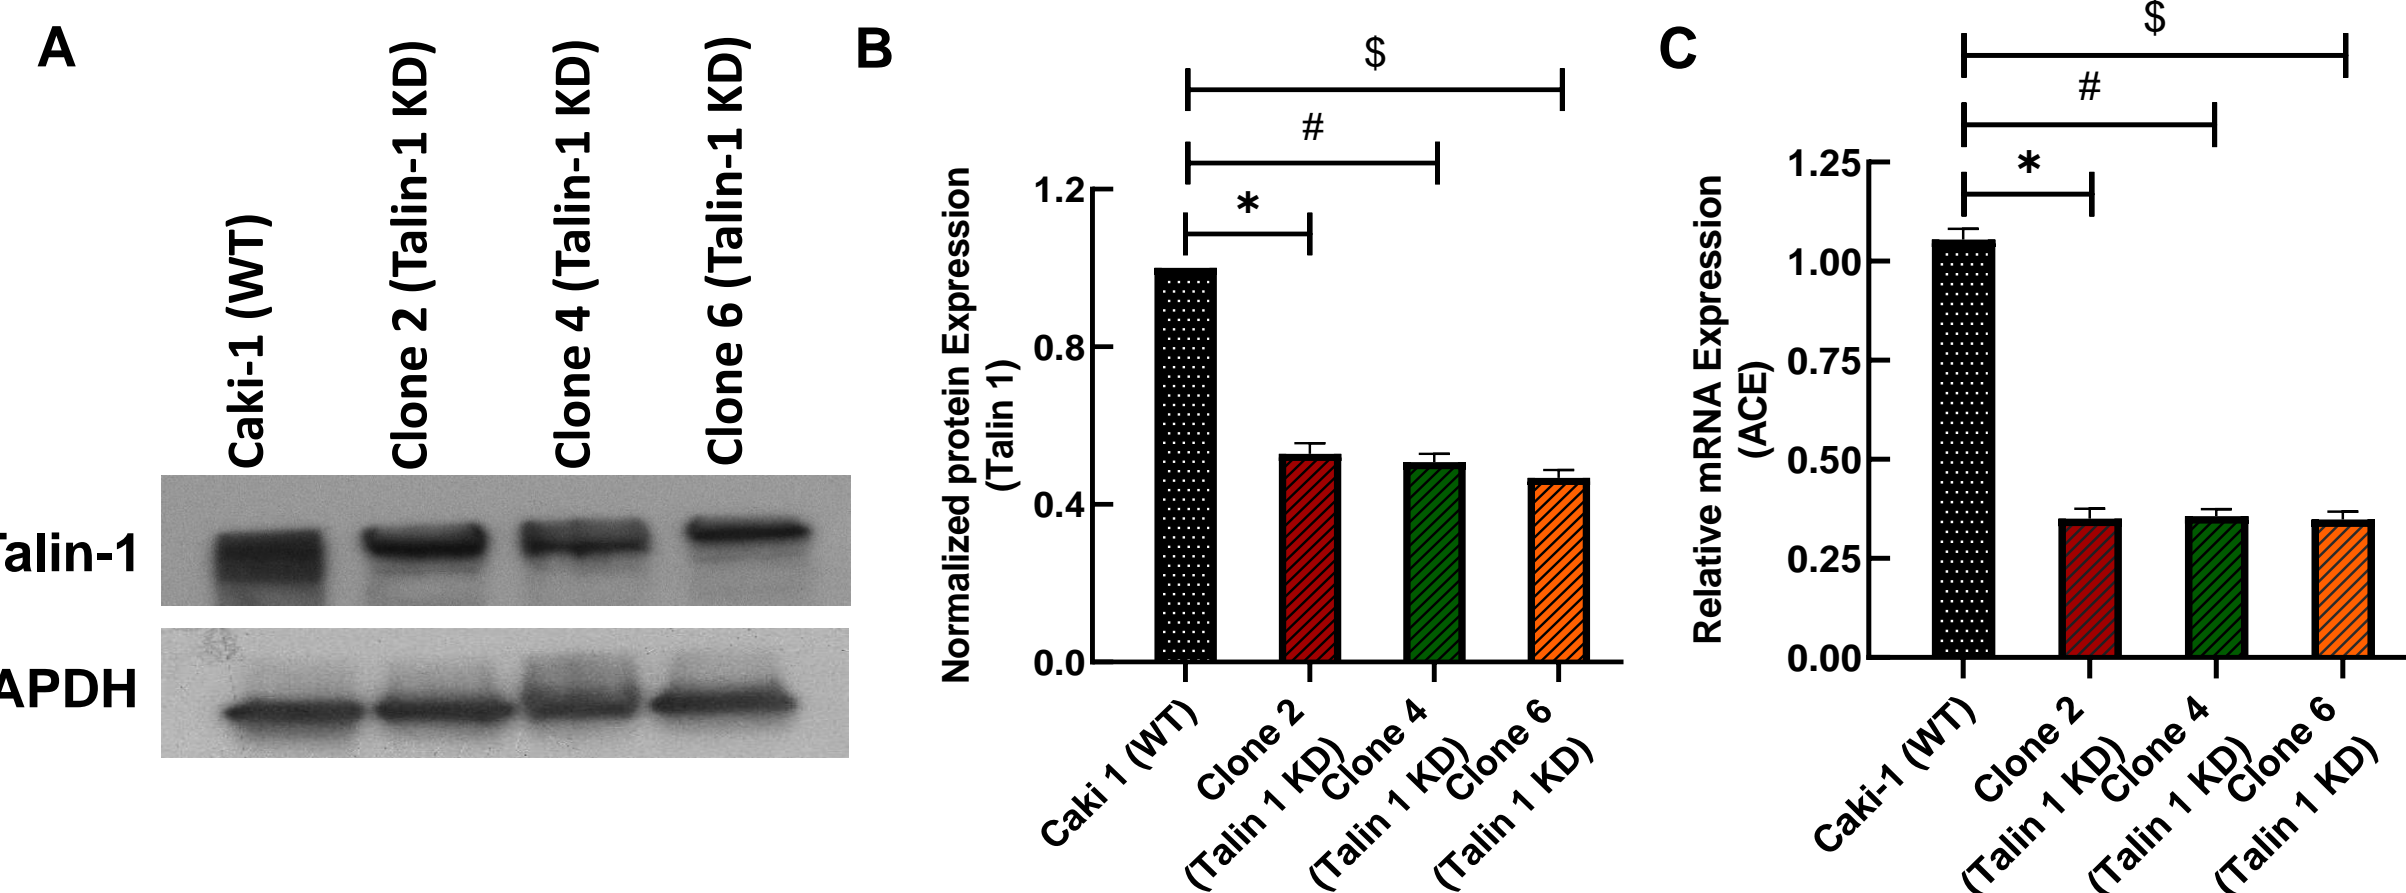 A
Caki-1 (WT)
Clone 2 (Talin-1 KD)
Clone 4 (Talin-1 KD)
Clone 6 (Talin-1 KD)
Talin-1
APDH
B
$
#
*
Normalized protein Expression
(Talin 1)
1.2
0.8
0.4
0.0
Caki 1 (WT)
Clone 2
(Talin 1 KD)
Clone 4
(Talin 1 KD)
Clone 6
(Talin 1 KD)
C
$
#
*
Relative mRNA Expression
(ACE)
1.25
1.00
0.75
0.50
0.25
0.00
Caki-1 (WT)
Clone 2
(Talin 1 KD)
Clone 4
(Talin 1 KD)
Clone 6
(Talin 1 KD)